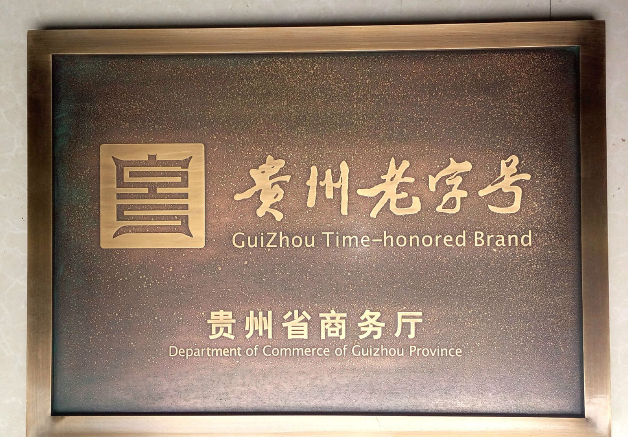 貴州老字号
GuiZhou Time-honored Brand
贵州省商务厅
Department of Commerce of Guizhou Province